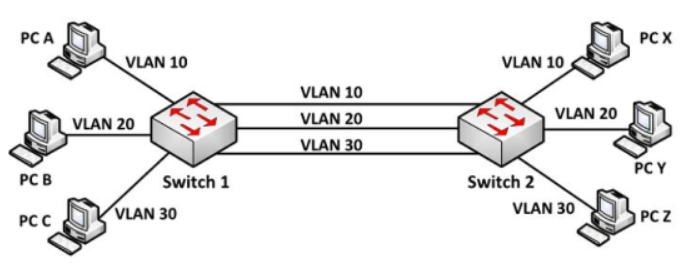 PC A
VLAN 10
VLAN 10
VLAN 10
PC X
PC B
VLAN 20
Switch 1
VLAN 20
Switch 2
VLAN 20
PC Y
PC C
VLAN 30
VLAN 30
VLAN 30
PC Z